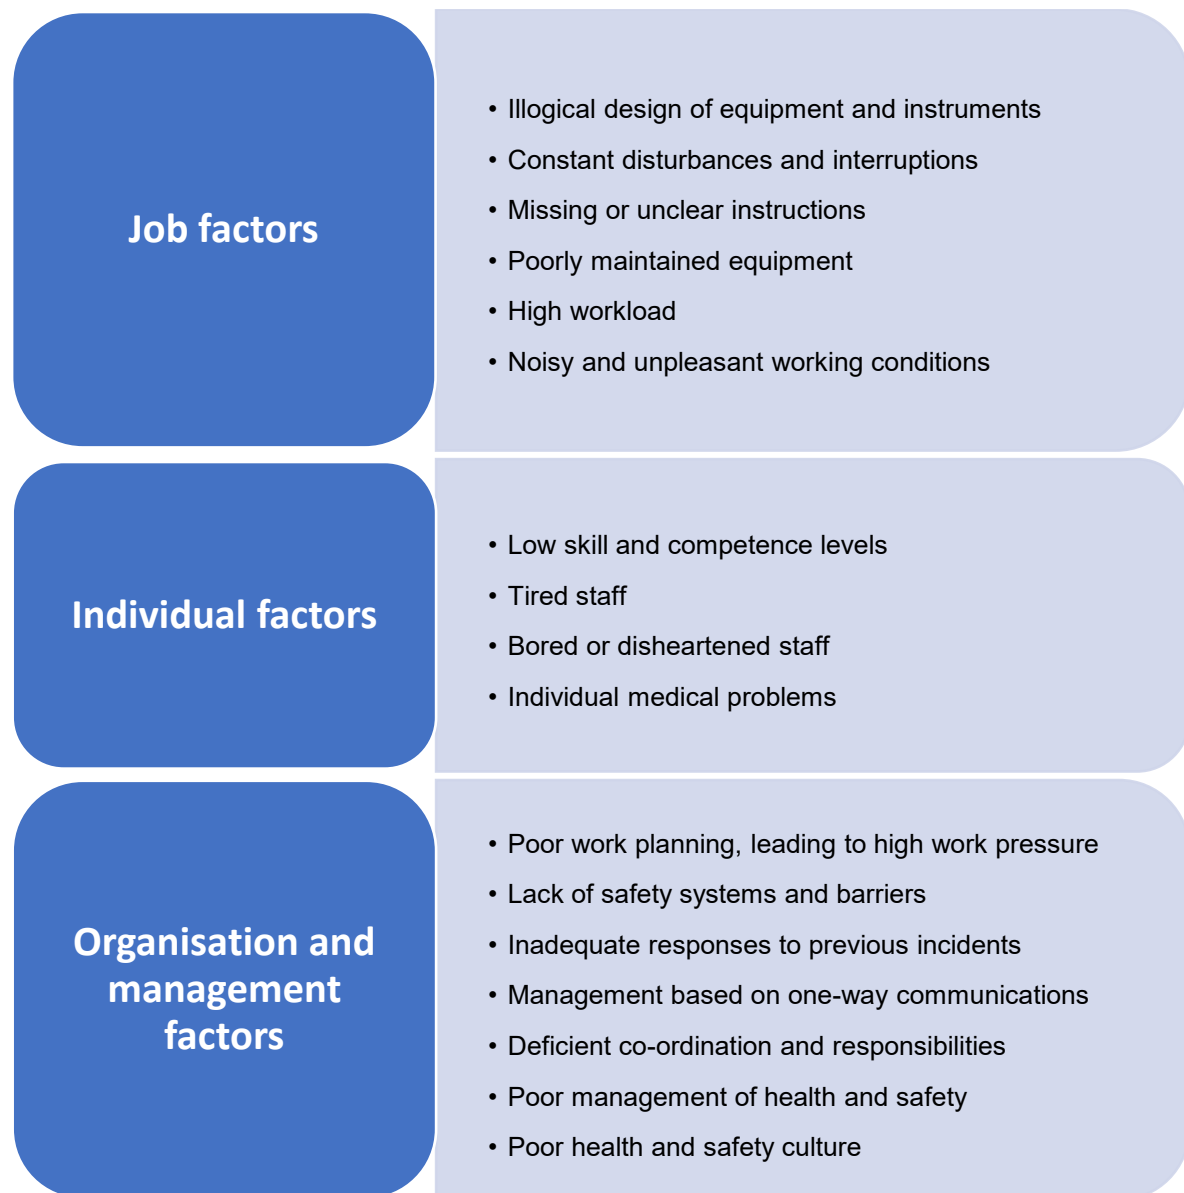 Job factors
• Illogical design of equipment and instruments
• Constant disturbances and interruptions
• Missing or unclear instructions
• Poorly maintained equipment
• High workload
• Noisy and unpleasant working conditions
Individual factors
• Low skill and competence levels
• Tired staff
• Bored or disheartened staff
• Individual medical problems
Organisation and
management
factors
• Poor work planning, leading to high work pressure
• Lack of safety systems and barriers
• Inadequate responses to previous incidents
• Management based on one-way communications
• Deficient co-ordination and responsibilities
• Poor management of health and safety
• Poor health and safety culture